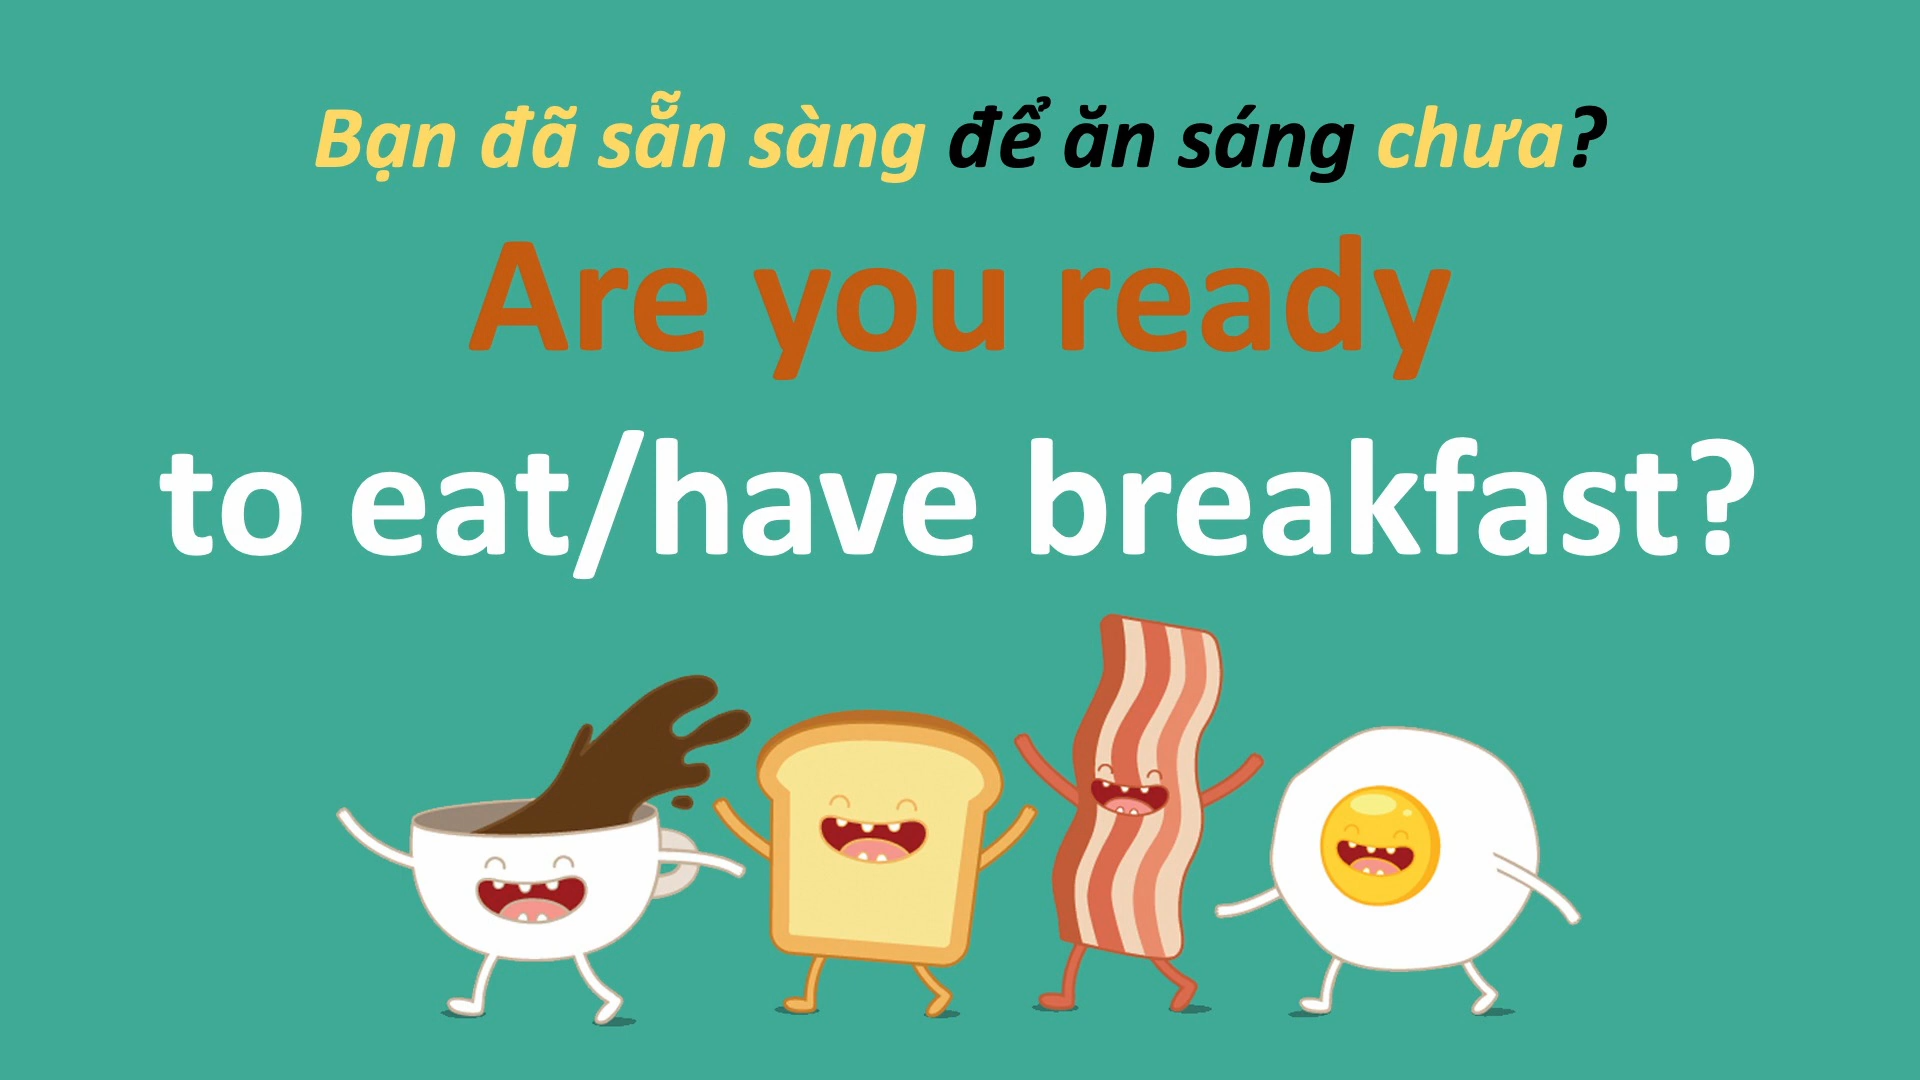 Bạn đã sẵn sàng để ăn sáng chưa?
Are you ready
to eat/have breakfast?